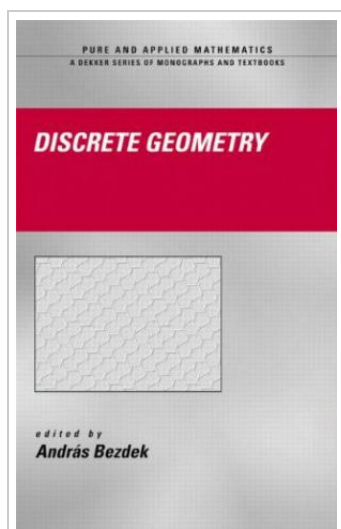 PURE AND APPLIED MATHEMATICS
A DEKKER SERIES OF MONOGRAPHS AND TEXTBOOKS
DISCRETE GEOMETRY
edited by
András Bezdek